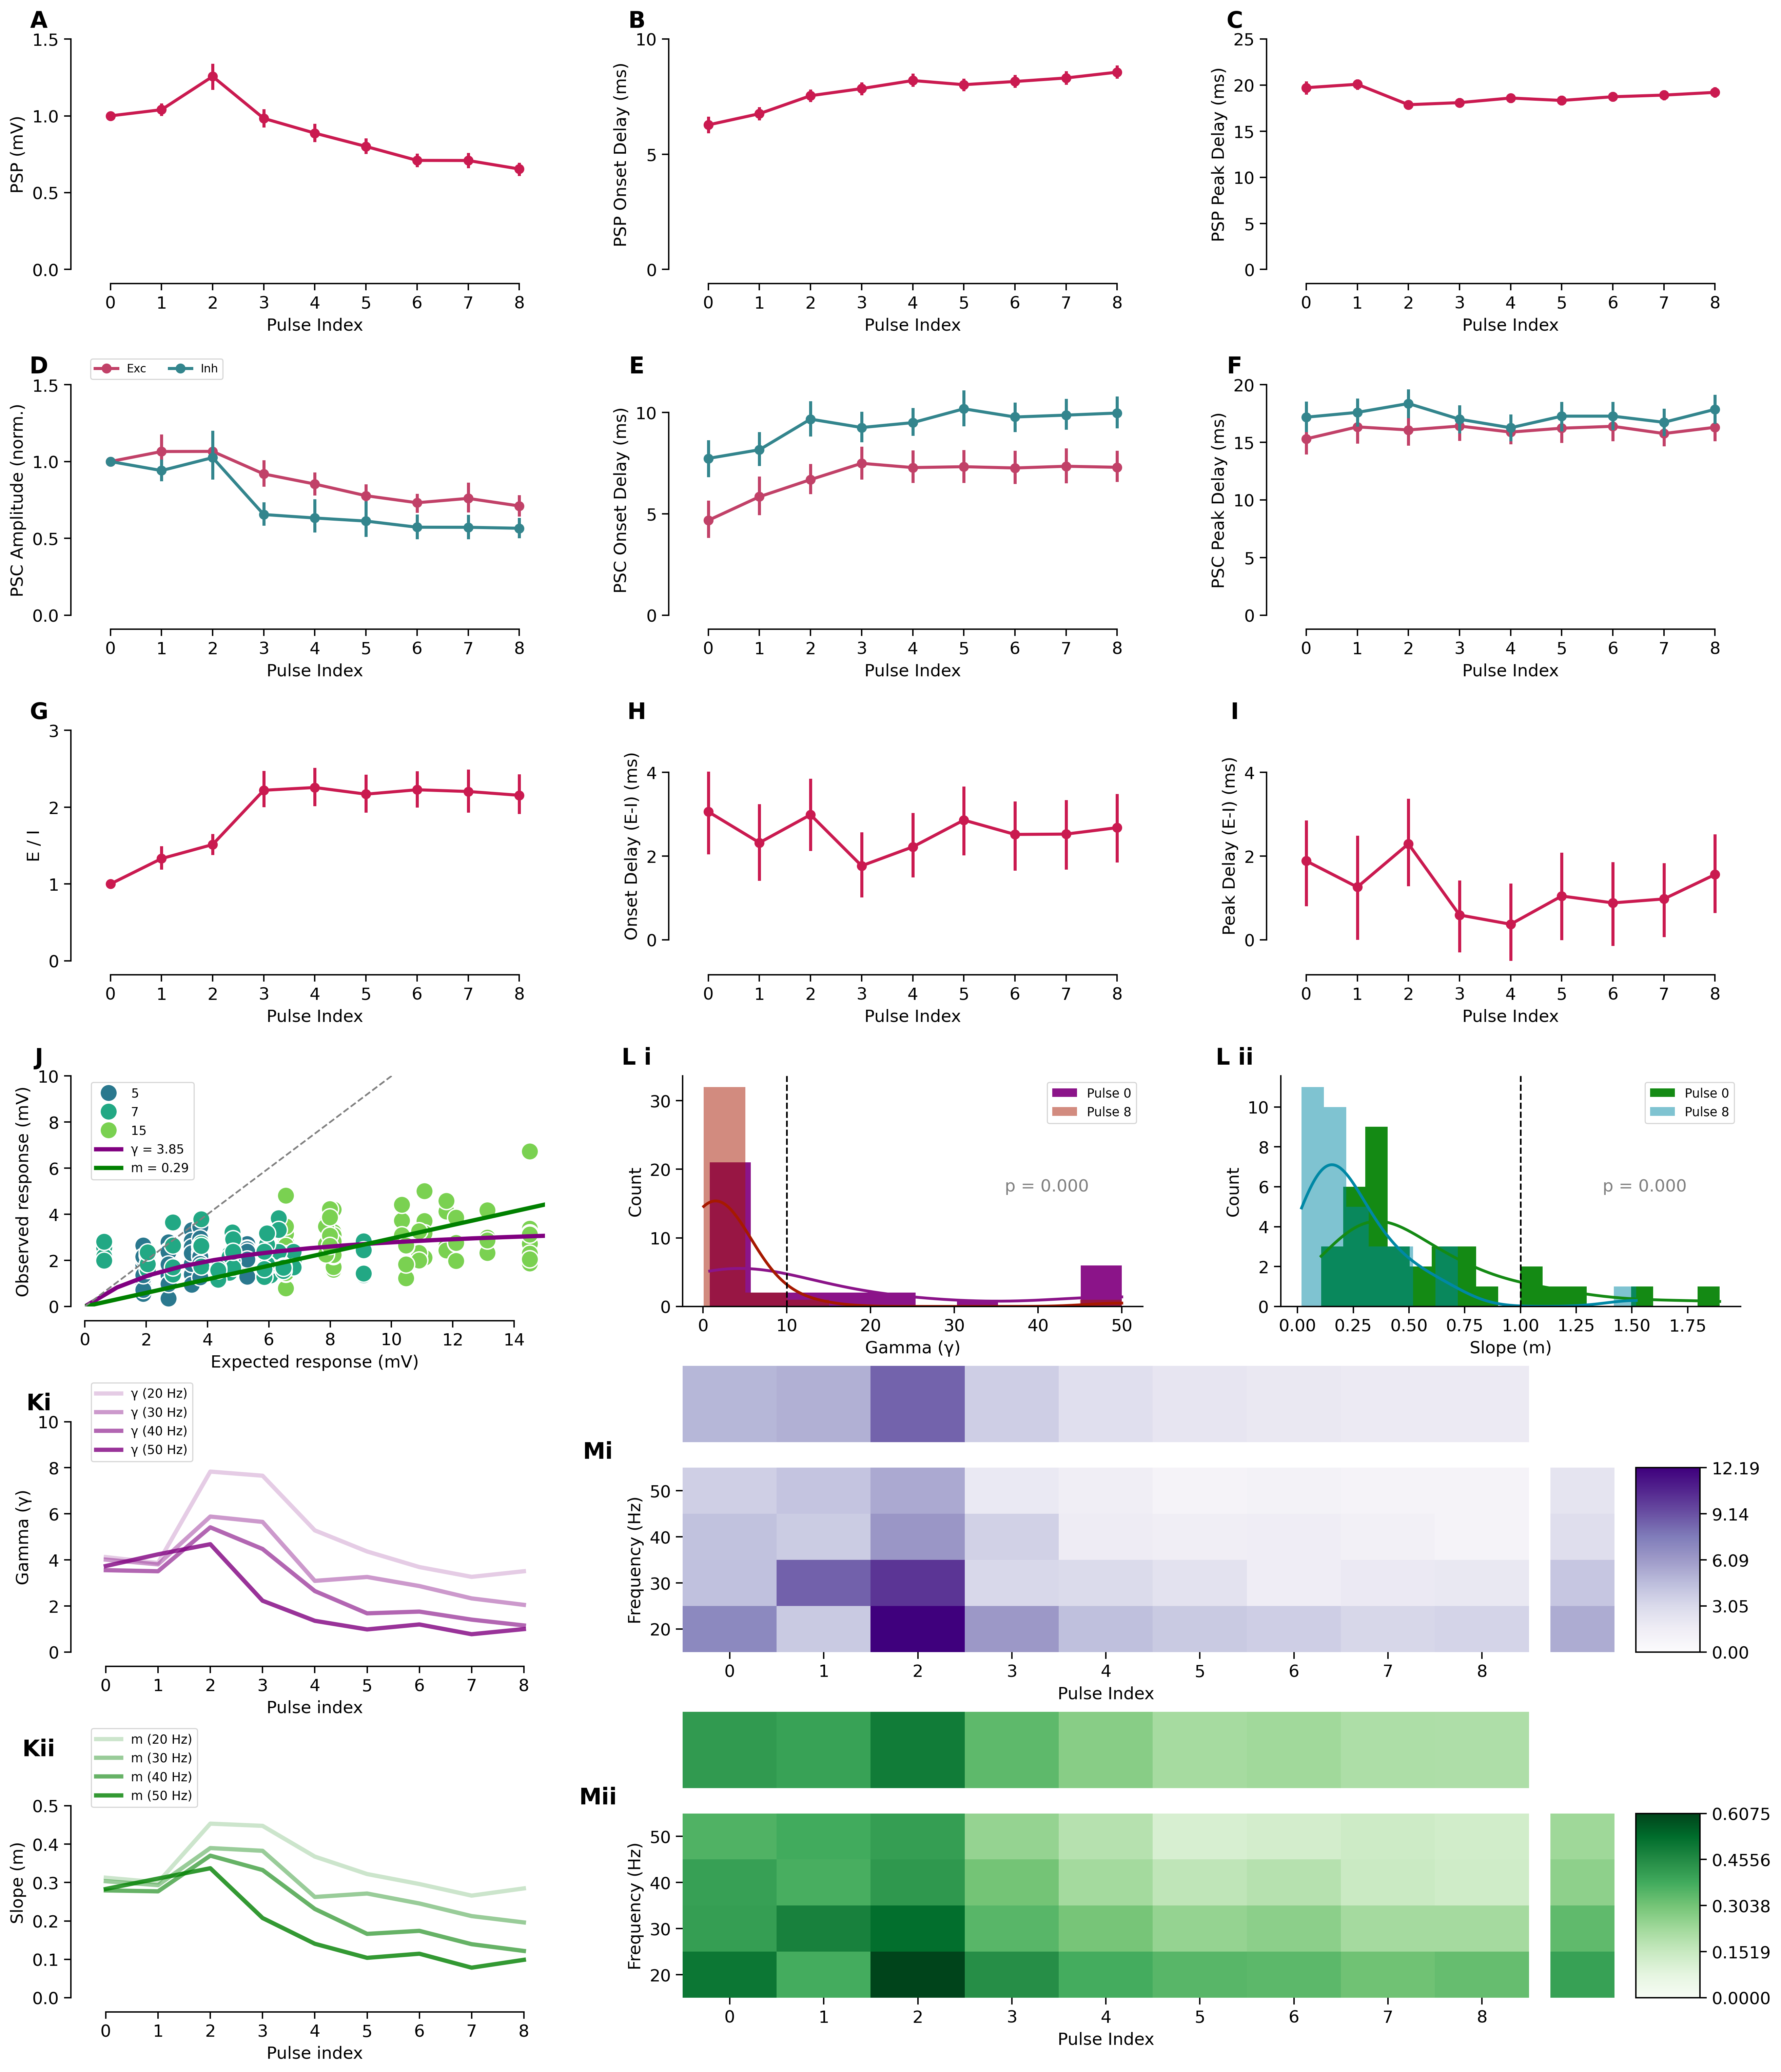 A
1.5
1.0
0.5
0.0
PSP (mV)
0 1 2 3 4 5 6 7 8
Pulse Index
B
10
5
0
PSP Onset Delay (ms)
0 1 2 3 4 5 6 7 8
Pulse Index
C
25
20
15
10
5
0
PSP Peak Delay (ms)
0 1 2 3 4 5 6 7 8
Pulse Index
D
Exc Inh
1.5
1.0
0.5
0.0
PSC Amplitude (norm.)
0 1 2 3 4 5 6 7 8
Pulse Index
E
10
5
0
PSC Onset Delay (ms)
0 1 2 3 4 5 6 7 8
Pulse Index
F
20
15
10
5
0
PSC Peak Delay (ms)
0 1 2 3 4 5 6 7 8
Pulse Index
G
3
2
1
0
E / I
0 1 2 3 4 5 6 7 8
Pulse Index
H
4
2
0
Onset Delay (E-I) (ms)
0 1 2 3 4 5 6 7 8
Pulse Index
I
4
2
0
Peak Delay (E-I) (ms)
0 1 2 3 4 5 6 7 8
Pulse Index
J
10
8
6
4
2
0
Observed response (mV)
5
7
15
γ = 3.85
m = 0.29
0 2 4 6 8 10 12 14
Expected response (mV)
L i
30
20
10
0
Count
Pulse 0
Pulse 8
p = 0.000
0 10 20 30 40 50
Gamma (γ)
L ii
10
8
6
4
2
0
Count
Pulse 0
Pulse 8
p = 0.000
0.00 0.25 0.50 0.75 1.00 1.25 1.50 1.75
Slope (m)
Ki
γ (20 Hz)
γ (30 Hz)
γ (40 Hz)
γ (50 Hz)
10
8
6
4
2
0
Gamma (γ)
0 1 2 3 4 5 6 7 8
Pulse index
Mi
50
40
30
20
Frequency (Hz)
0 1 2 3 4 5 6 7 8
Pulse Index
12.19
9.14
6.09
3.05
0.00
Kii
m (20 Hz)
m (30 Hz)
m (40 Hz)
m (50 Hz)
0.5
0.4
0.3
0.2
0.1
0.0
Slope (m)
0 1 2 3 4 5 6 7 8
Pulse index
Mii
50
40
30
20
Frequency (Hz)
0 1 2 3 4 5 6 7 8
Pulse Index
0.6075
0.4556
0.3038
0.1519
0.0000